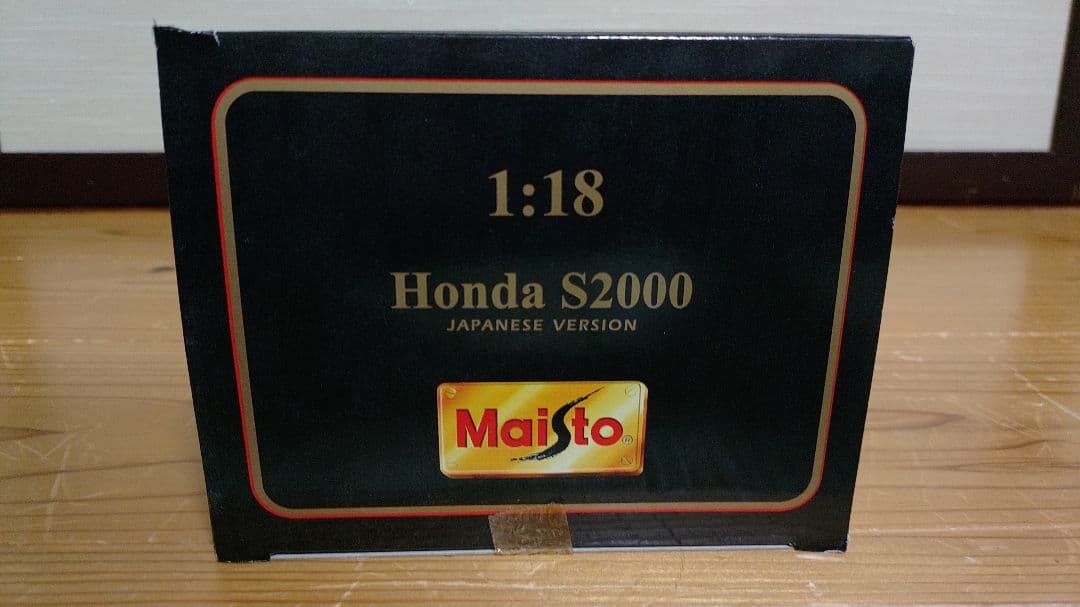 1:18
Honda S2000
JAPANESE VERSION
Maisto®